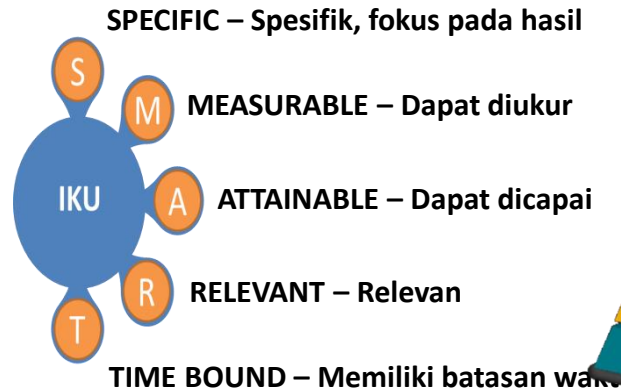 SPECIFIC – Spesifik, fokus pada hasil
S
M
MEASURABLE – Dapat diukur
IKU
A
ATTAINABLE – Dapat dicapai
R
RELEVANT – Relevan
T
TIME BOUND – Memiliki batasan